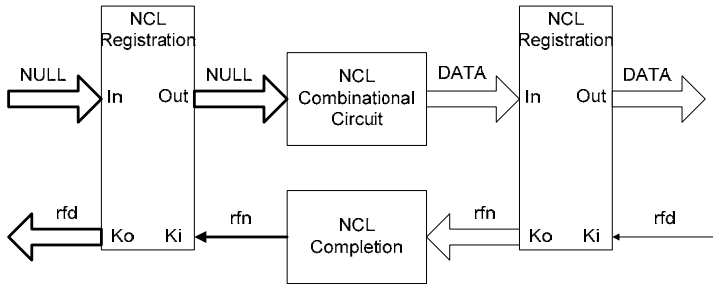 NCL
Registration
NCL
Registration
NULL
NULL
NCL
Combinational
Circuit
DATA
DATA
In
Out
In
Out
rfd
rfn
NCL
Completion
rfn
rfd
Ko
Ki
Ko
Ki